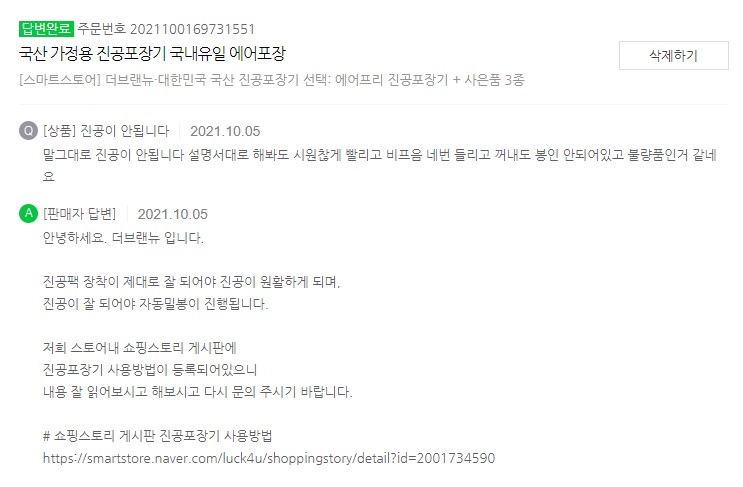 답변완료 주문번호 2021100169731551
국산 가정용 진공포장기 국내유일 에어포장
삭제하기
[스마트스토어] 더브랜뉴·대한민국 국산 진공포장기 선택: 에어프리 진공포장기 + 사은품 3종
Q [상품] 진공이 안됩니다 2021.10.05
말그대로 진공이 안됩니다 설명서대로 해봐도 시원찮게 빨리고 비프음 네번 들리고 꺼내도 봉인 안되어있고 불량품인거 같네
요
A [판매자 답변] 2021.10.05
안녕하세요. 더브랜뉴 입니다.
진공팩 장착이 제대로 잘 되어야 진공이 원활하게 되며,
진공이 잘 되어야 자동밀봉이 진행됩니다.
저희 스토어내 쇼핑스토리 게시판에
진공포장기 사용방법이 등록되어있으니
내용 잘 읽어보시고 해보시고 다시 문의 주시기 바랍니다.
# 쇼핑스토리 게시판 진공포장기 사용방법
https://smartstore.naver.com/luck4u/shoppingstory/detail?id=2001734590